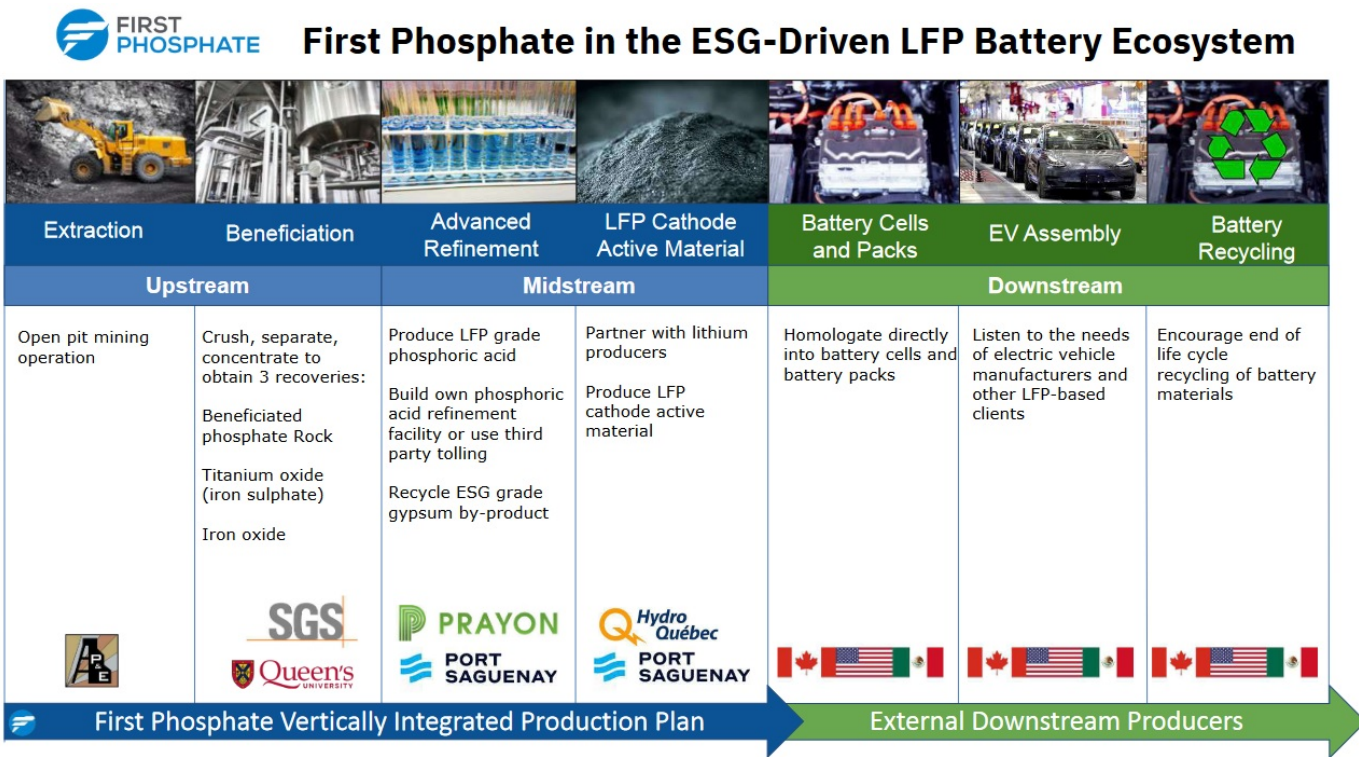 FIRST
PHOSPHATE
First Phosphate in the ESG-Driven LFP Battery Ecosystem
Extraction
Beneficiation
Advanced
Refinement
LFP Cathode
Active Material
Battery Cells
and Packs
EV Assembly
Battery
Recycling
Upstream
Midstream
Downstream
Open pit mining
operation
Crush, separate,
concentrate to
obtain 3 recoveries:
Beneficiated
phosphate Rock
Titanium oxide
(iron sulphate)
Iron oxide
Produce LFP grade
phosphoric acid
Build own phosphoric
acid refinement
facility or use third
party tolling
Recycle ESG grade
gypsum by-product
Partner with lithium
producers
Produce LFP
cathode active
material
Homologate directly
into battery cells and
battery packs
Listen to the needs
of electric vehicle
manufacturers and
other LFP-based
clients
Encourage end of
life cycle
recycling of battery
materials
A P&E
SGS
Queen's
UNIVERSITY
PRAYON
PORT
SAGUENAY
Hydro
Québec
PORT
SAGUENAY
First Phosphate Vertically Integrated Production Plan
External Downstream Producers